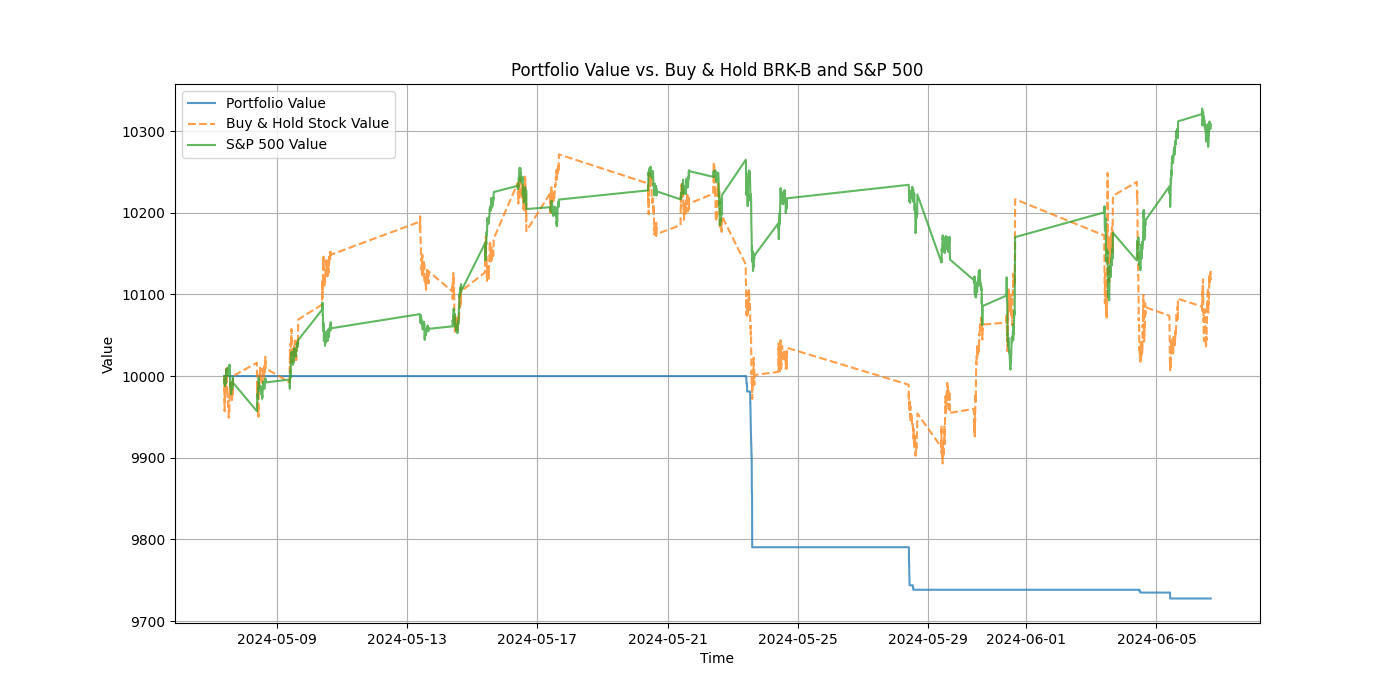 Portfolio Value vs. Buy & Hold BRK-B and S&P 500
Portfolio Value
Buy & Hold Stock Value
S&P 500 Value
Value
10300
10200
10100
10000
9900
9800
9700
2024-05-09
2024-05-13
2024-05-17
2024-05-21
2024-05-25
2024-05-29
2024-06-01
2024-06-05
Time